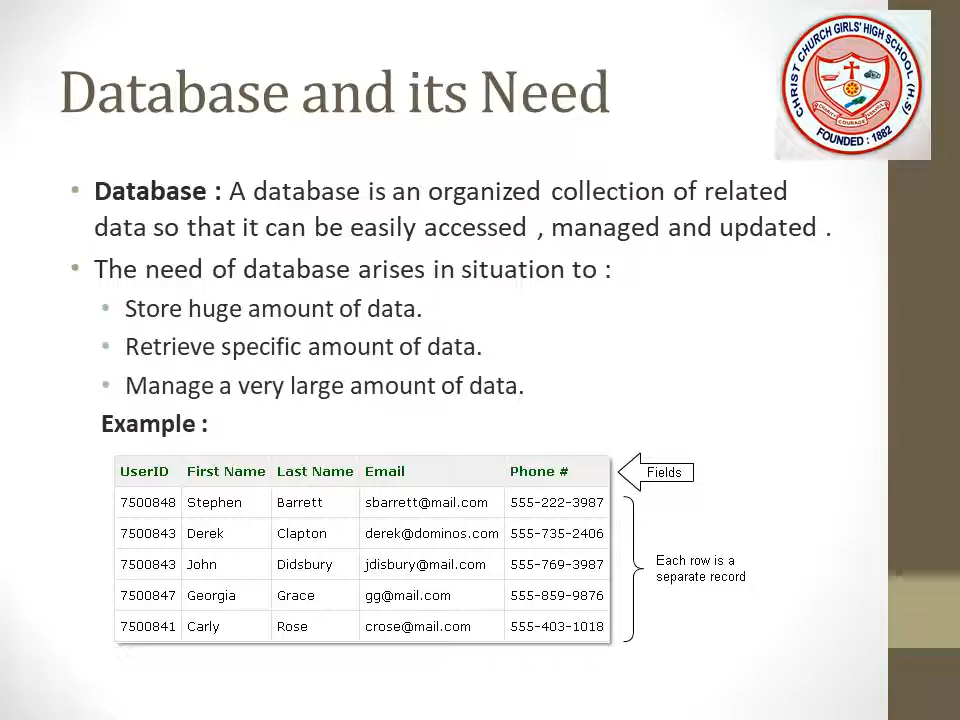 Database and its Need
CHRIST CHURCH GIRLS' HIGH SCHOOL (H.S)
COURAGE
FOUNDED : 1882
• Database : A database is an organized collection of related
data so that it can be easily accessed , managed and updated .
• The need of database arises in situation to :
• Store huge amount of data.
• Retrieve specific amount of data.
• Manage a very large amount of data.
Example :
UserID First Name Last Name Email Phone #
Fields
7500848 Stephen Barrett sbarrett@mail.com 555-222-3987
7500843 Derek Clapton derek@dominos.com 555-735-2406
7500843 John Didsbury jdisbury@mail.com 555-769-3987
Each row is a
separate record
7500847 Georgia Grace gg@mail.com 555-859-9876
7500841 Carly Rose crose@mail.com 555-403-1018